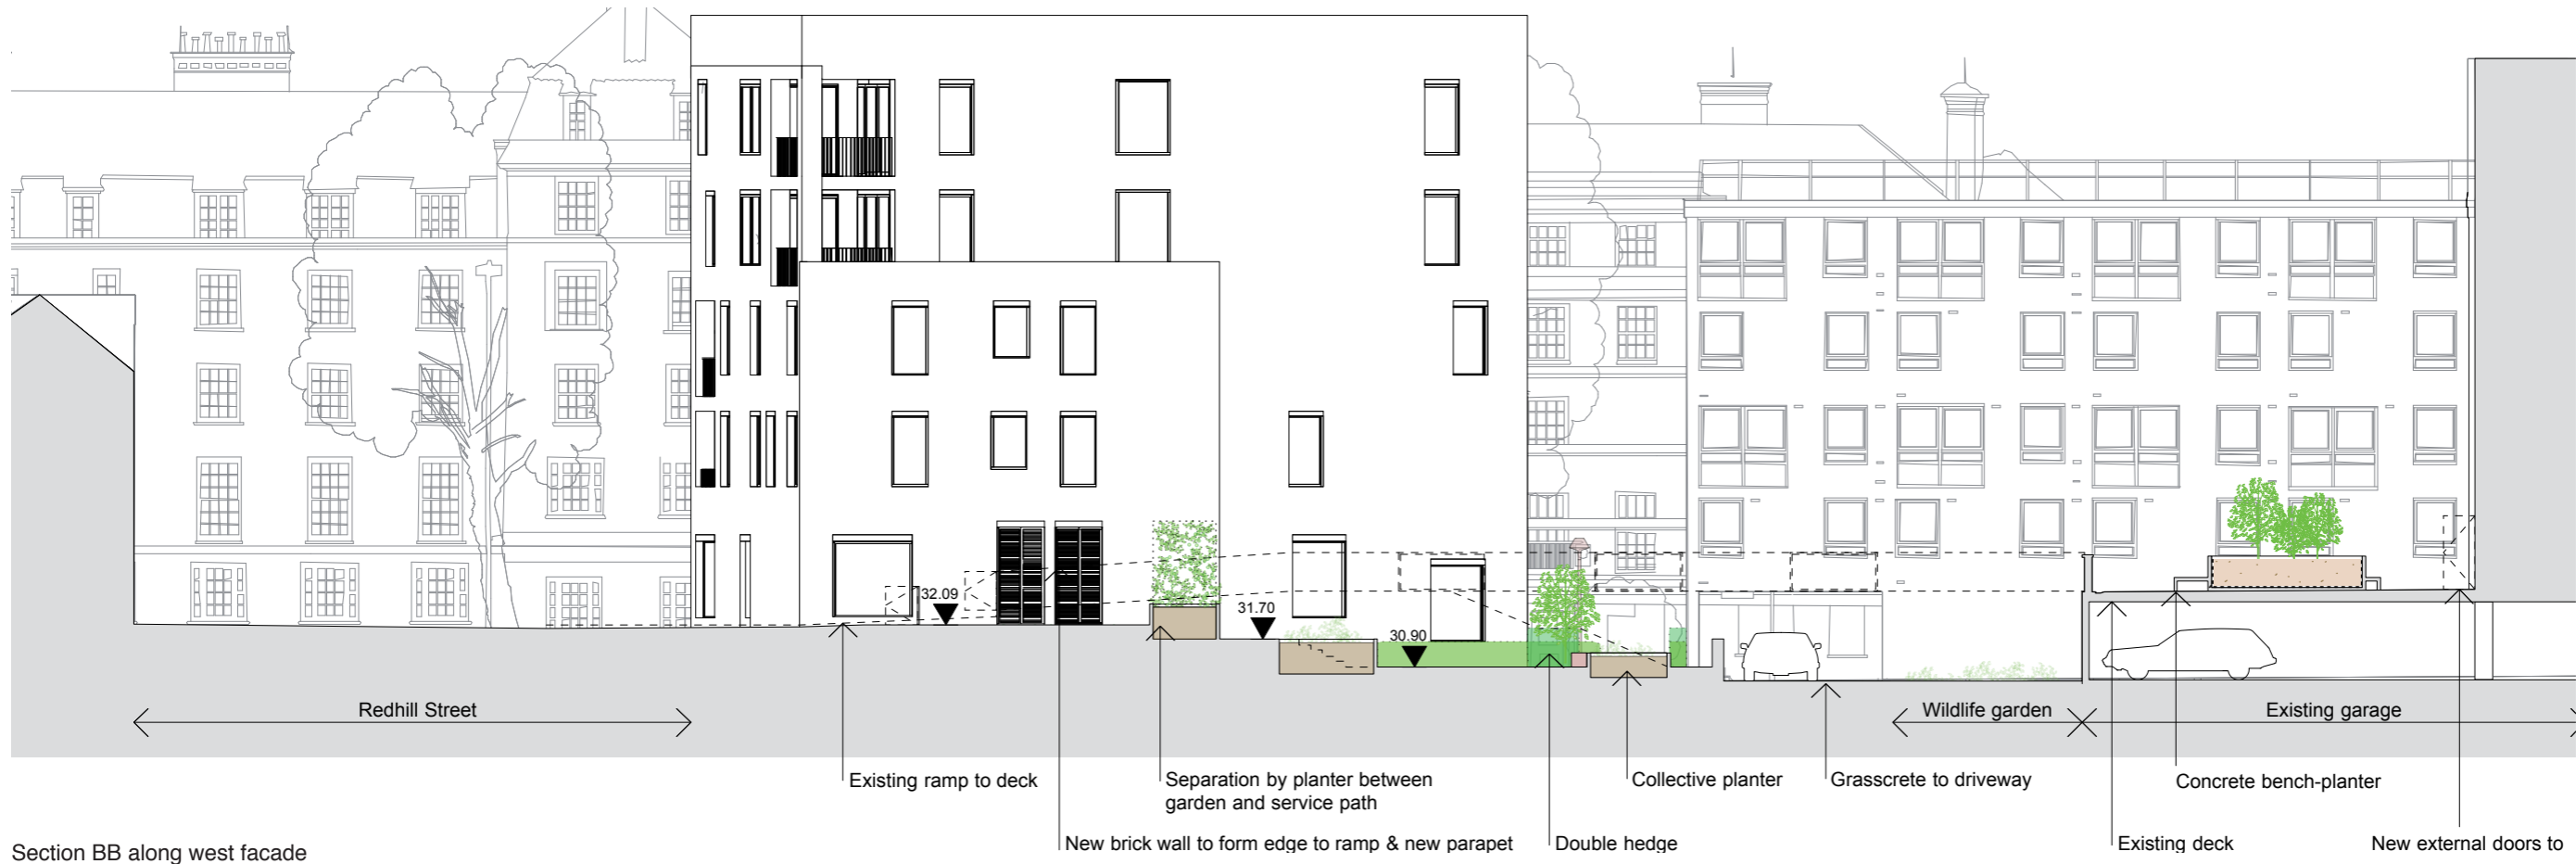 32.09
31.70
30.90
Redhill Street
Wildlife garden
Existing garage
Existing ramp to deck
Separation by planter between
garden and service path
Collective planter
Grasscrete to driveway
Concrete bench-planter
New brick wall to form edge to ramp & new parapet
Double hedge
Existing deck
New external doors to
Section BB along west facade